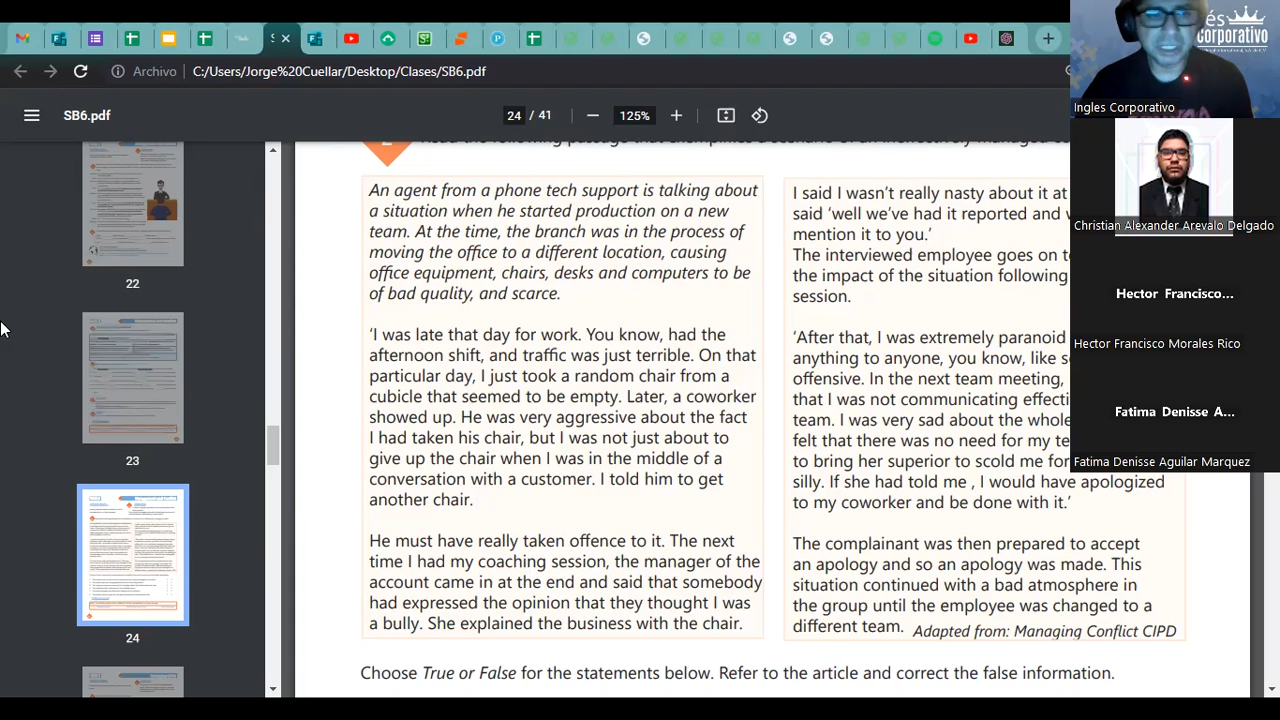 Archivo
C:/Users/Jorge%20Cuellar/Desktop/Clases/SB6.pdf
SB6.pdf
24 / 41
125%
22
23
24
An agent from a phone tech support is talking about
a situation when he started production on a new
team. At the time, the branch was in the process of
moving the office to a different location, causing
office equipment, chairs, desks and computers to be
of bad quality, and scarce.
'I was late that day for work. You know, had the
afternoon shift, and traffic was just terrible. On that
particular day, I just took a random chair from a
cubicle that seemed to be empty. Later, a coworker
showed up. He was very aggressive about the fact
I had taken his chair, but I was not just about to
give up the chair when I was in the middle of a
conversation with a customer. I told him to get
another chair.
He must have really taken offence to it. The next
time I had my coaching session, the manager of the
account came in at the end and said that somebody
had expressed the opinion that they thought I was
a bully. She explained the business with the chair.
I said I wasn't really nasty about it at
said 'well we've had it reported and
mention it to you.'
The interviewed employee goes on to
the impact of the situation following
session.
'After that, I was extremely paranoid
anything to anyone, you know, like
offensive. In the next team meeting,
that I was not communicating
team. I was very sad about the whole
felt that there was no need for my
to bring her superior to scold me for
silly. If she had told me , I would have apologized
to my coworker and be done with it.'
The complainant was then prepared to accept
an apology and so an apology was made. This
situation continued with a bad atmosphere in
the group until the employee was changed to a
different team.
Adapted from: Managing Conflict CIPD
Choose True or False for the statements below. Refer to the article and correct the false information.
és
corporativo
Ingles Corporativo
Christian Alexander Arevalo Delgado
Hector Francisco...
Hector Francisco Morales Rico
Fatima Denisse A...
Fatima Denisse Aguilar Marquez